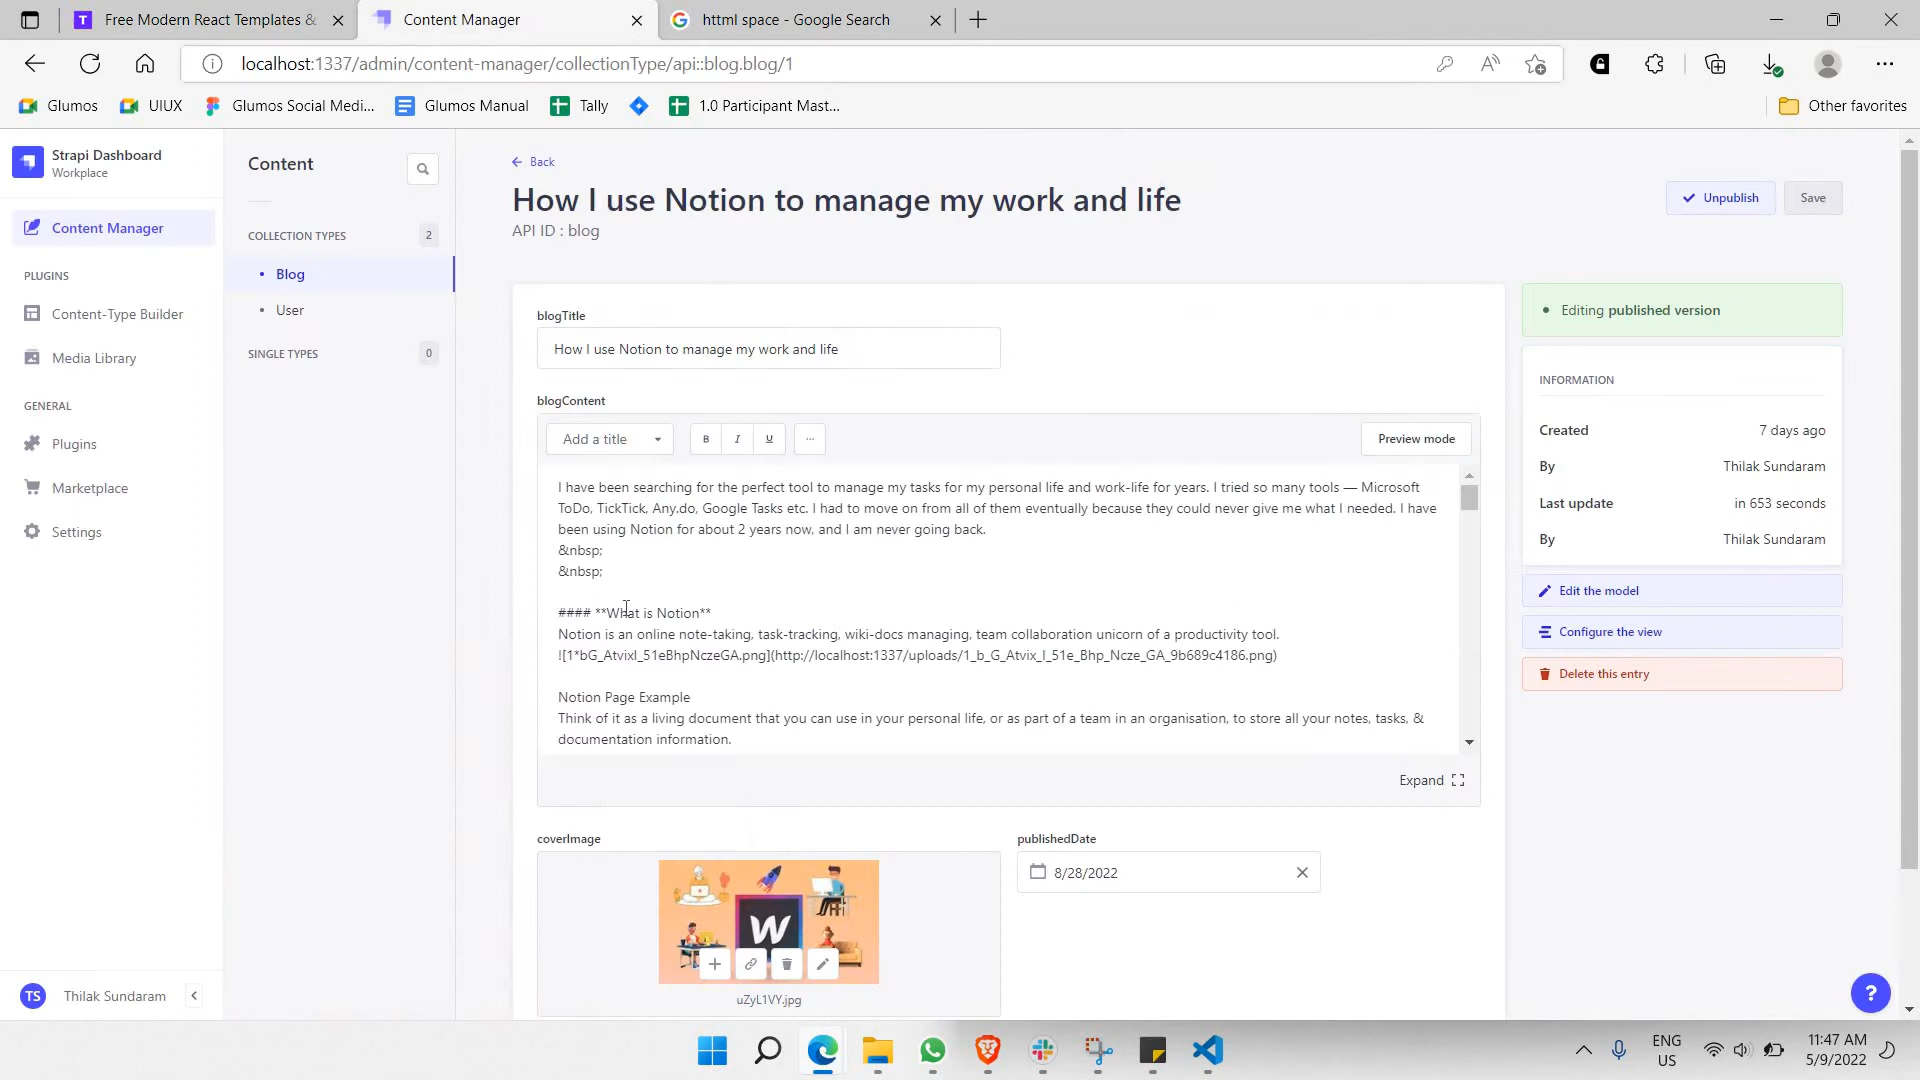 Free Modern React Templates &
Content Manager
httml space - Google Search
localhost:1337/admin/content-manager/collectionType/api::blog.blog/1
Glumos
UIUX
Glumos Social Medi...
Glumos Manual
Tally
1.0 Participant Mast...
Other favorites
Strapi Dashboard
Workplace
Content Manager
PLUGINS
Content-Type Builder
Media Library
GENERAL
Plugins
Marketplace
Settings
TS
Thilak Sundaram
Content
COLLECTION TYPES
2
Blog
User
SINGLE TYPES
0
Back
How I use Notion to manage my work and life
API ID : blog
Unpublish
Save
blogTitle
How I use Notion to manage my work and life
blogContent
Add a title
B
I
U
...
Preview mode
I have been searching for the perfect tool to manage my tasks for my personal life and work-life for years. I tried so many tools — Microsoft
ToDo, TickTick, Any.do, Google Tasks etc. I had to move on from all of them eventually because they could never give me what I needed. I have
been using Notion for about 2 years now, and I am never going back.
&nbsp;
&nbsp;
#### **What is Notion**
Notion is an online note-taking, task-tracking, wiki-docs managing, team collaboration unicorn of a productivity tool.
![1*bG_AtvixI_51eBhpNczeGA.png](http://localhost:1337/uploads/1_b_G_Atvix_I_51e_Bhp_Ncze_GA_9b689c4186.png)
Notion Page Example
Think of it as a living document that you can use in your personal life, or as part of a team in an organisation, to store all your notes, tasks, &
documentation information.
Expand
coverImage
W
uZyL1VY.jpg
publishedDate
8/28/2022
Editing published version
INFORMATION
Created
7 days ago
By
Thilak Sundaram
Last update
in 653 seconds
By
Thilak Sundaram
Edit the model
Configure the view
Delete this entry
?
ENG
US
11:47 AM
5/9/2022